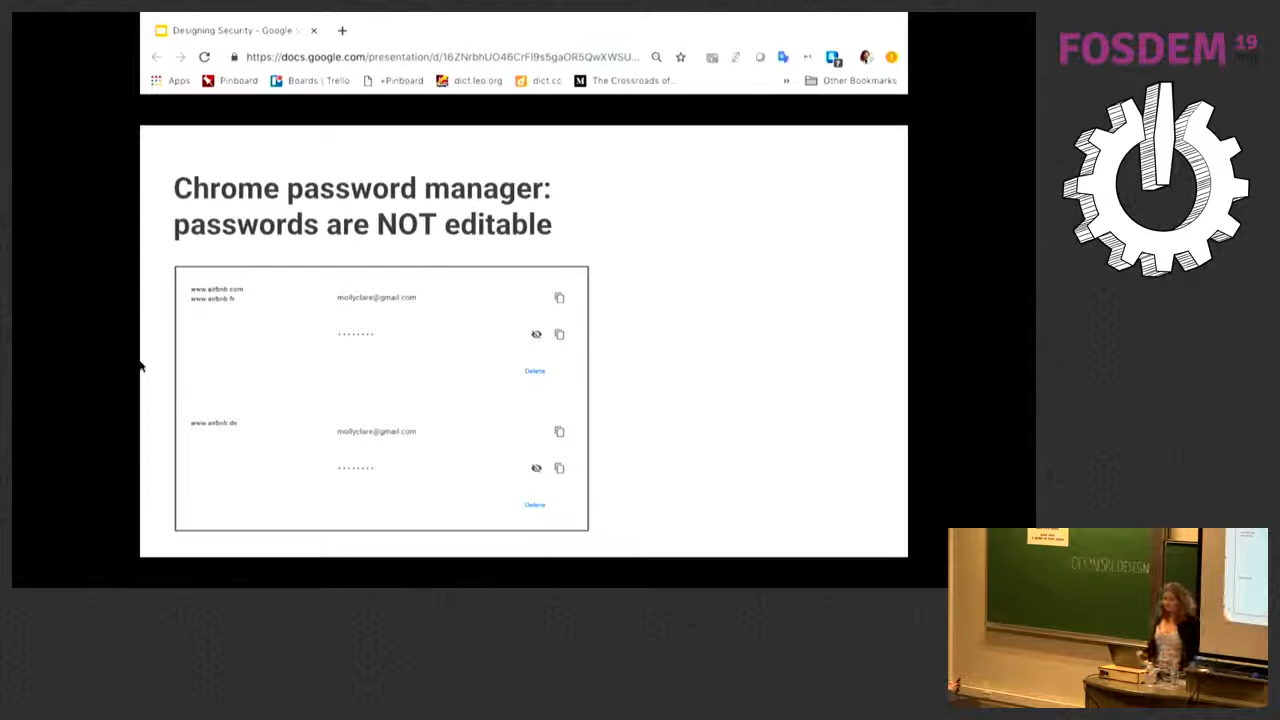 Designing Security - Google
https://docs.google.com/presentation/d/16ZNrbhUO46CrFl9s5gaOR5QwXWSU...
Apps Pinboard Boards | Trello +Pinboard dict.leo.org dict.cc The Crossroads of... » Other Bookmarks
FOSDEM 19
.org
Chrome password manager:
passwords are NOT editable
www.airbnb.com
www.airbnb.fr
mollyclare@gmail.com
........
Delete
www.airbnb.de
mollyclare@gmail.com
........
Delete
DESIGN